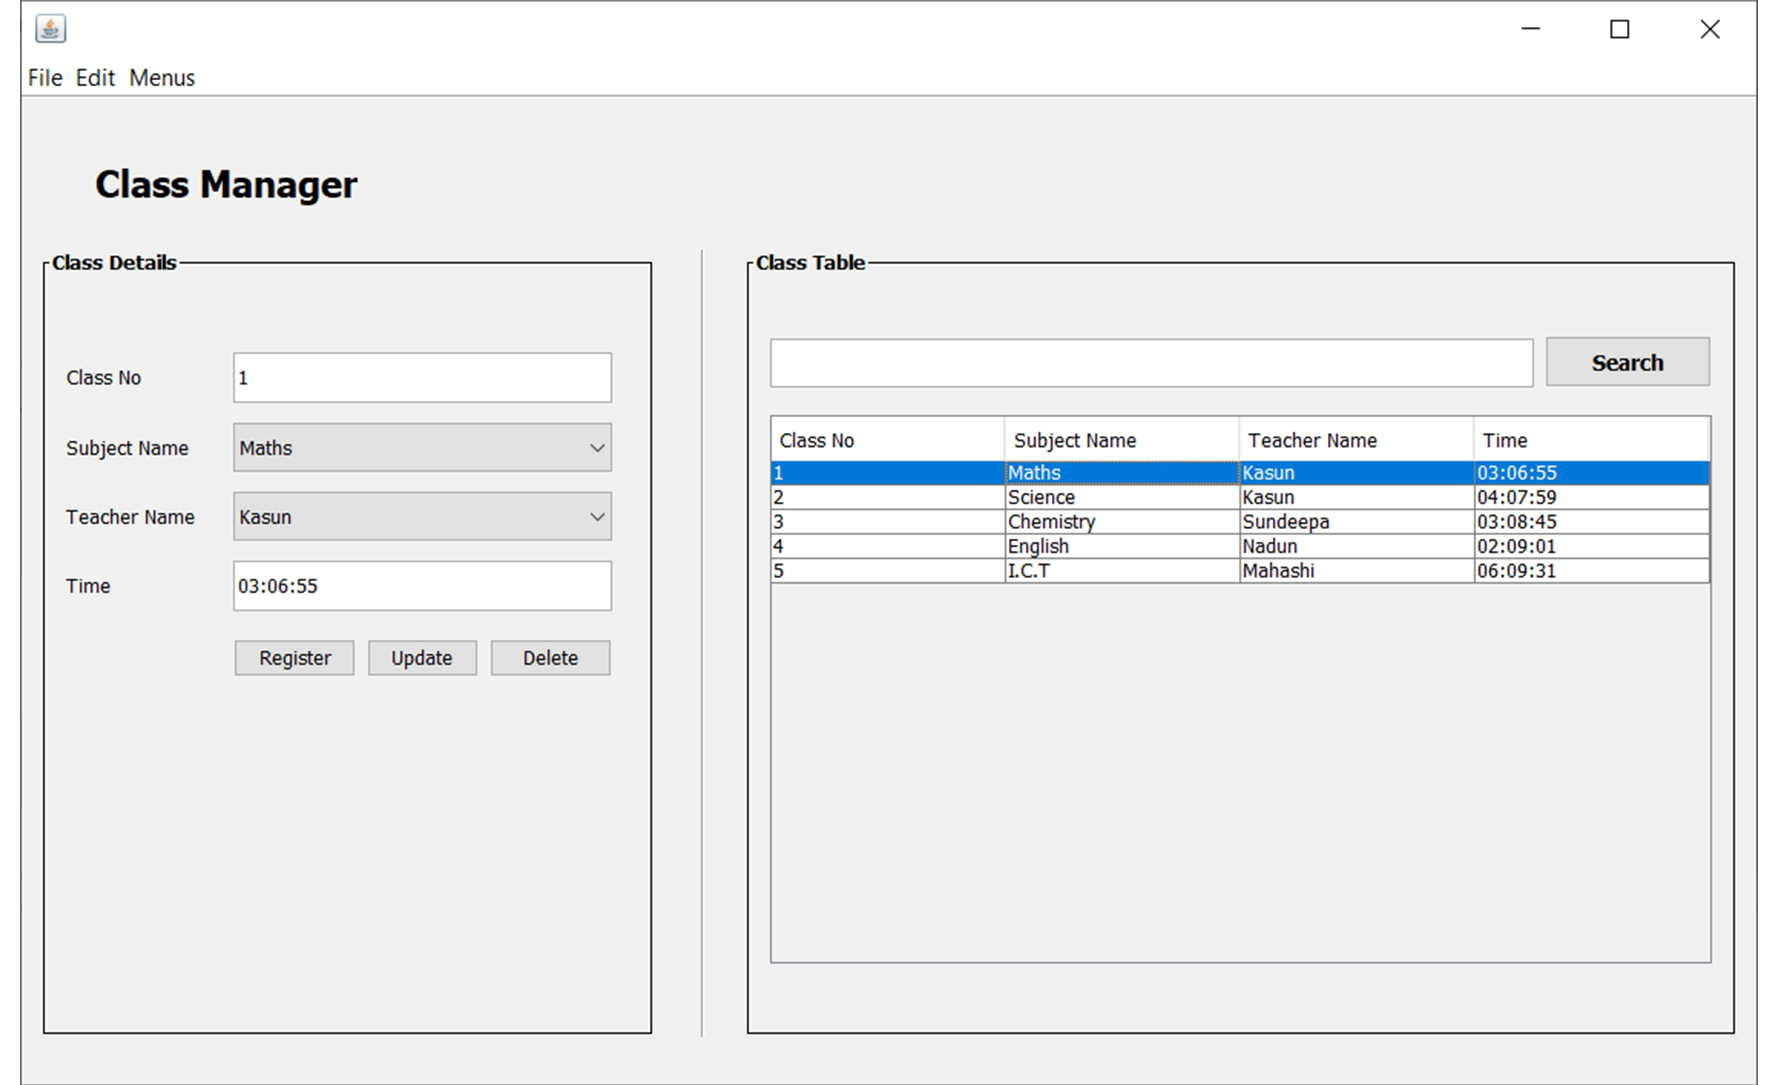 File Edit Menus
Class Manager
Class Details
Class No 1
Subject Name Maths
Teacher Name Kasun
Time 03:06:55
Register Update Delete
Class Table
Search
Class No Subject Name Teacher Name Time
1 Maths Kasun 03:06:55
2 Science Kasun 04:07:59
3 Chemistry Sundeepa 03:08:45
4 English Nadun 02:09:01
5 I.C.T Mahashi 06:09:31